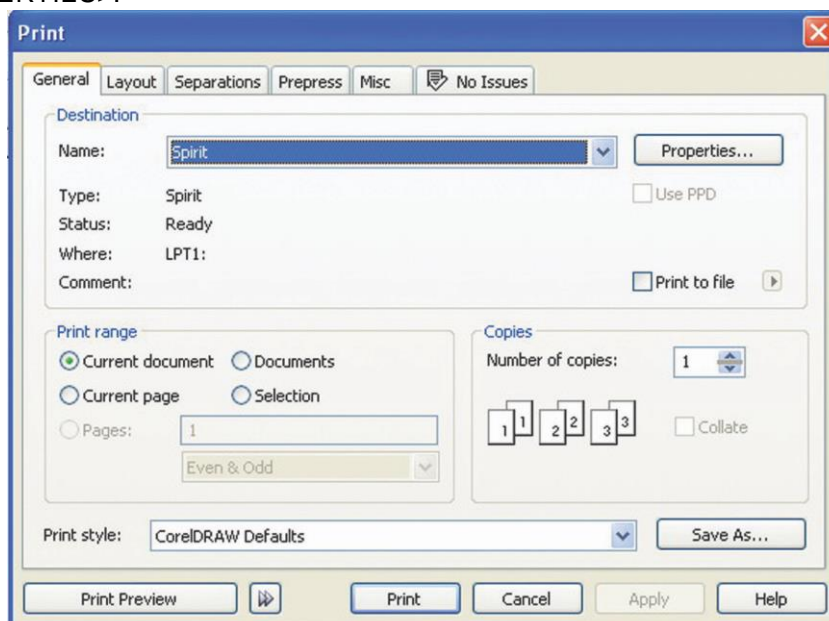 Print
General Layout Separations Prepress Misc No Issues
Destination
Name: Spirit Properties...
Type: Spirit Use PPD
Status: Ready
Where: LPT1:
Comment: Print to file
Print range
Current document Documents
Current page Selection
Pages: 1
Even & Odd
Copies
Number of copies: 1
1 1 2 2 3 3 Collate
Print style: CorelDRAW Defaults Save As...
Print Preview Print Cancel Apply Help